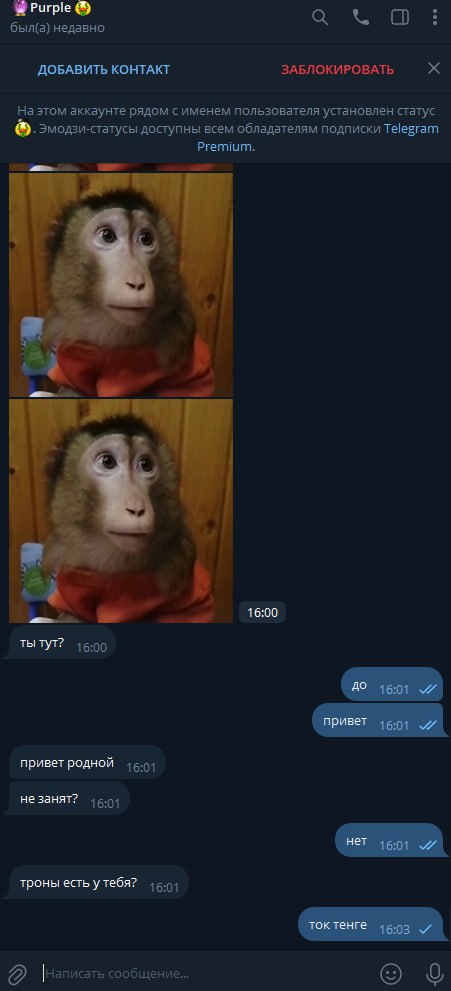 🔮Purple 🤑
был(а) недавно
ДОБАВИТЬ КОНТАКТ ЗАБЛОКИРОВАТЬ
На этом аккаунте рядом с именем пользователя установлен статус
🤑. Эмодзи-статусы доступны всем обладателям подписки Telegram
Premium.
16:00
ты тут? 16:00
до 16:01
привет 16:01
привет родной 16:01
не занят? 16:01
нет 16:01
троны есть у тебя? 16:01
ток тенге 16:03
Написать сообщение...